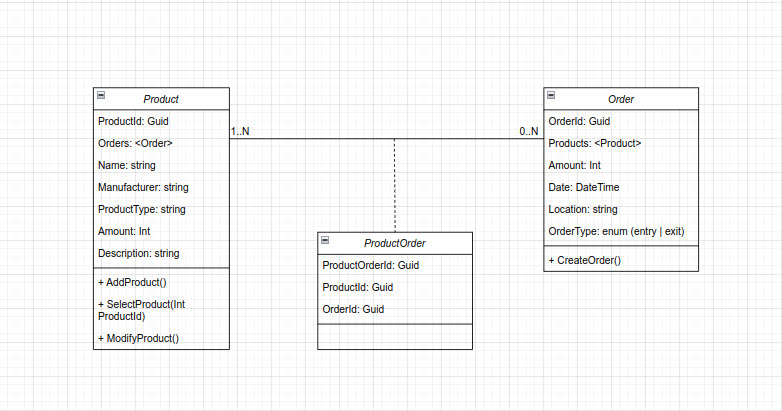 Product
ProductId: Guid
Orders: <Order>
Name: string
Manufacturer: string
ProductType: string
Amount: Int
Description: string
+ AddProduct()
+ SelectProduct(Int
ProductId)
+ ModifyProduct()
1..N
0..N
ProductOrder
ProductOrderId: Guid
ProductId: Guid
OrderId: Guid
Order
OrderId: Guid
Products: <Product>
Amount: Int
Date: DateTime
Location: string
OrderType: enum (entry | exit)
+ CreateOrder()